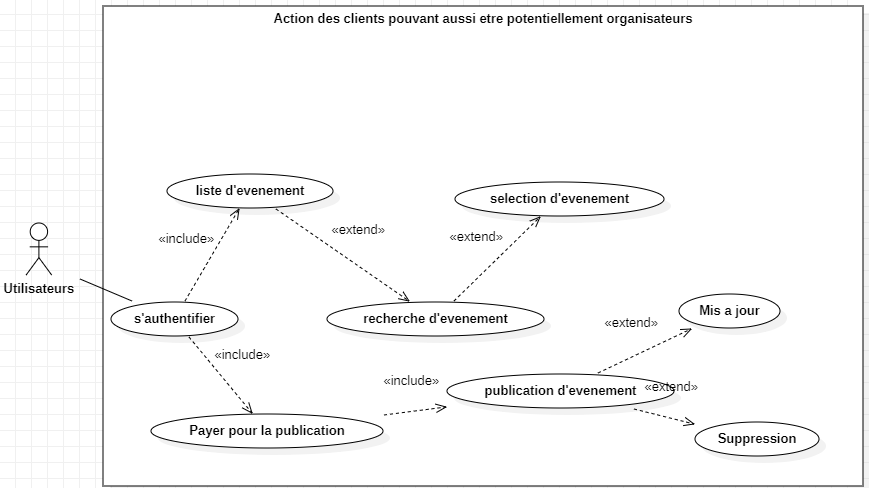 Action des clients pouvant aussi etre potentiellement organisateurs
liste d'evenement
selection d'evenement
«include»
«extend»
«extend»
Utilisateurs
s'authentifier
recherche d'evenement
Mis a jour
«extend»
«include»
«include»
publication d'evenement
«extend»
Payer pour la publication
Suppression